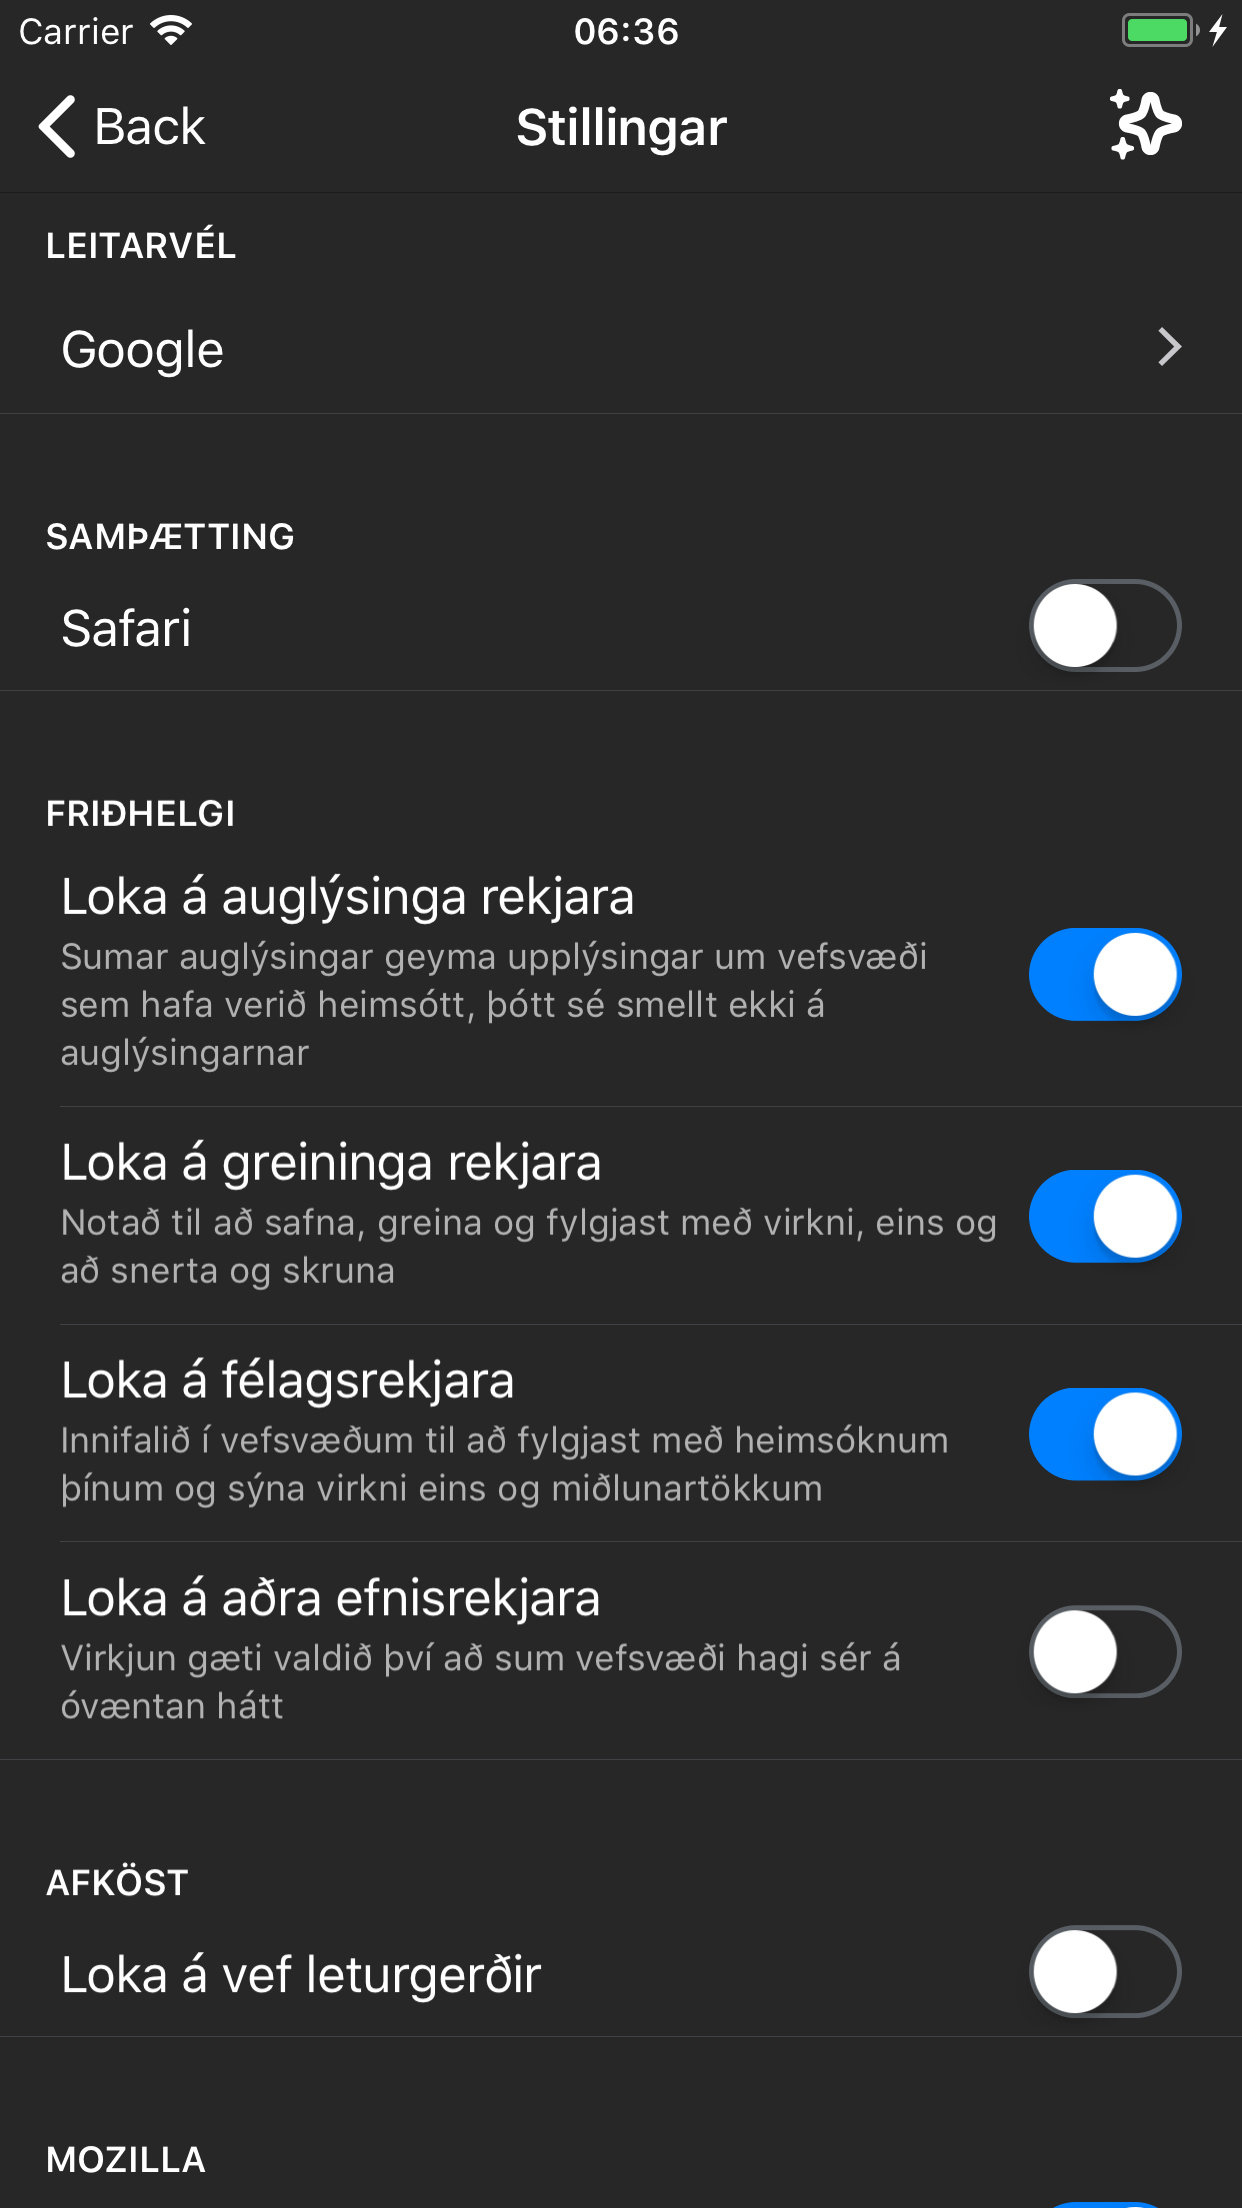 Carrier 06:36
Back Stillingar
LEITARVÉL
Google
SAMÞÆTTING
Safari
FRIÐHELGI
Loka á auglýsinga rekjara
Sumar auglýsingar geyma upplýsingar um vefsvæði
sem hafa verið heimsótt, þótt sé smellt ekki á
auglýsingarnar
Loka á greininga rekjara
Notað til að safna, greina og fylgjast með virkni, eins og
að snerta og skruna
Loka á félagsrekjara
Innifalið í vefsvæðum til að fylgjast með heimsóknum
þínum og sýna virkni eins og miðlunartökkum
Loka á aðra efnisrekjara
Virkjun gæti valdið því að sum vefsvæði hagi sér á
óvæntan hátt
AFKÖST
Loka á vef leturgerðir
MOZILLA